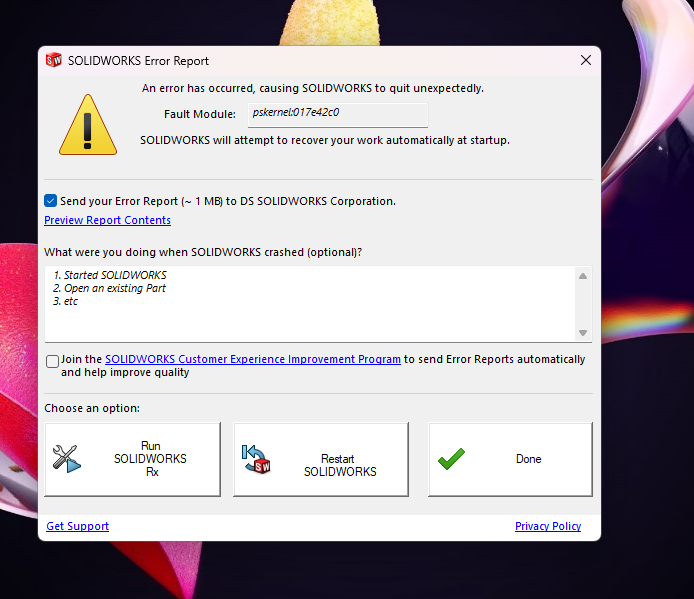 SOLIDWORKS Error Report
An error has occurred, causing SOLIDWORKS to quit unexpectedly.
Fault Module: pskernel:017e42c0
SOLIDWORKS will attempt to recover your work automatically at startup.
Send your Error Report (~ 1 MB) to DS SOLIDWORKS Corporation.
Preview Report Contents
What were you doing when SOLIDWORKS crashed (optional)?
1. Started SOLIDWORKS
2. Open an existing Part
3. etc
Join the SOLIDWORKS Customer Experience Improvement Program to send Error Reports automatically
and help improve quality
Choose an option:
Run
SOLIDWORKS
Rx
SW
Restart
SOLIDWORKS
Done
Get Support
Privacy Policy